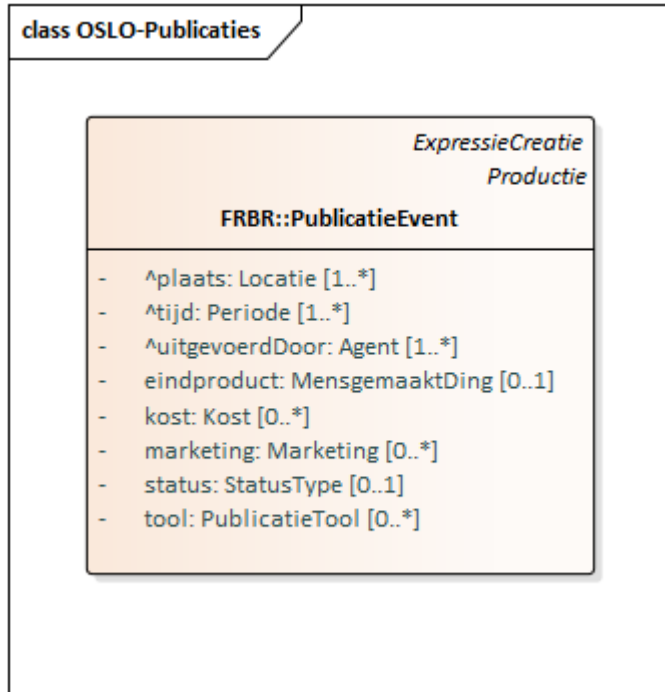 class OSLO-Publicaties
ExpressieCreatie
Productie
FRBR::PublicatieEvent
- ^plaats: Locatie [1..*]
- ^tijd: Periode [1..*]
- ^uitgevoerdDoor: Agent [1..*]
- eindproduct: MensgemaaktDing [0..1]
- kost: Kost [0..*]
- marketing: Marketing [0..*]
- status: StatusType [0..1]
- tool: PublicatieTool [0..*]